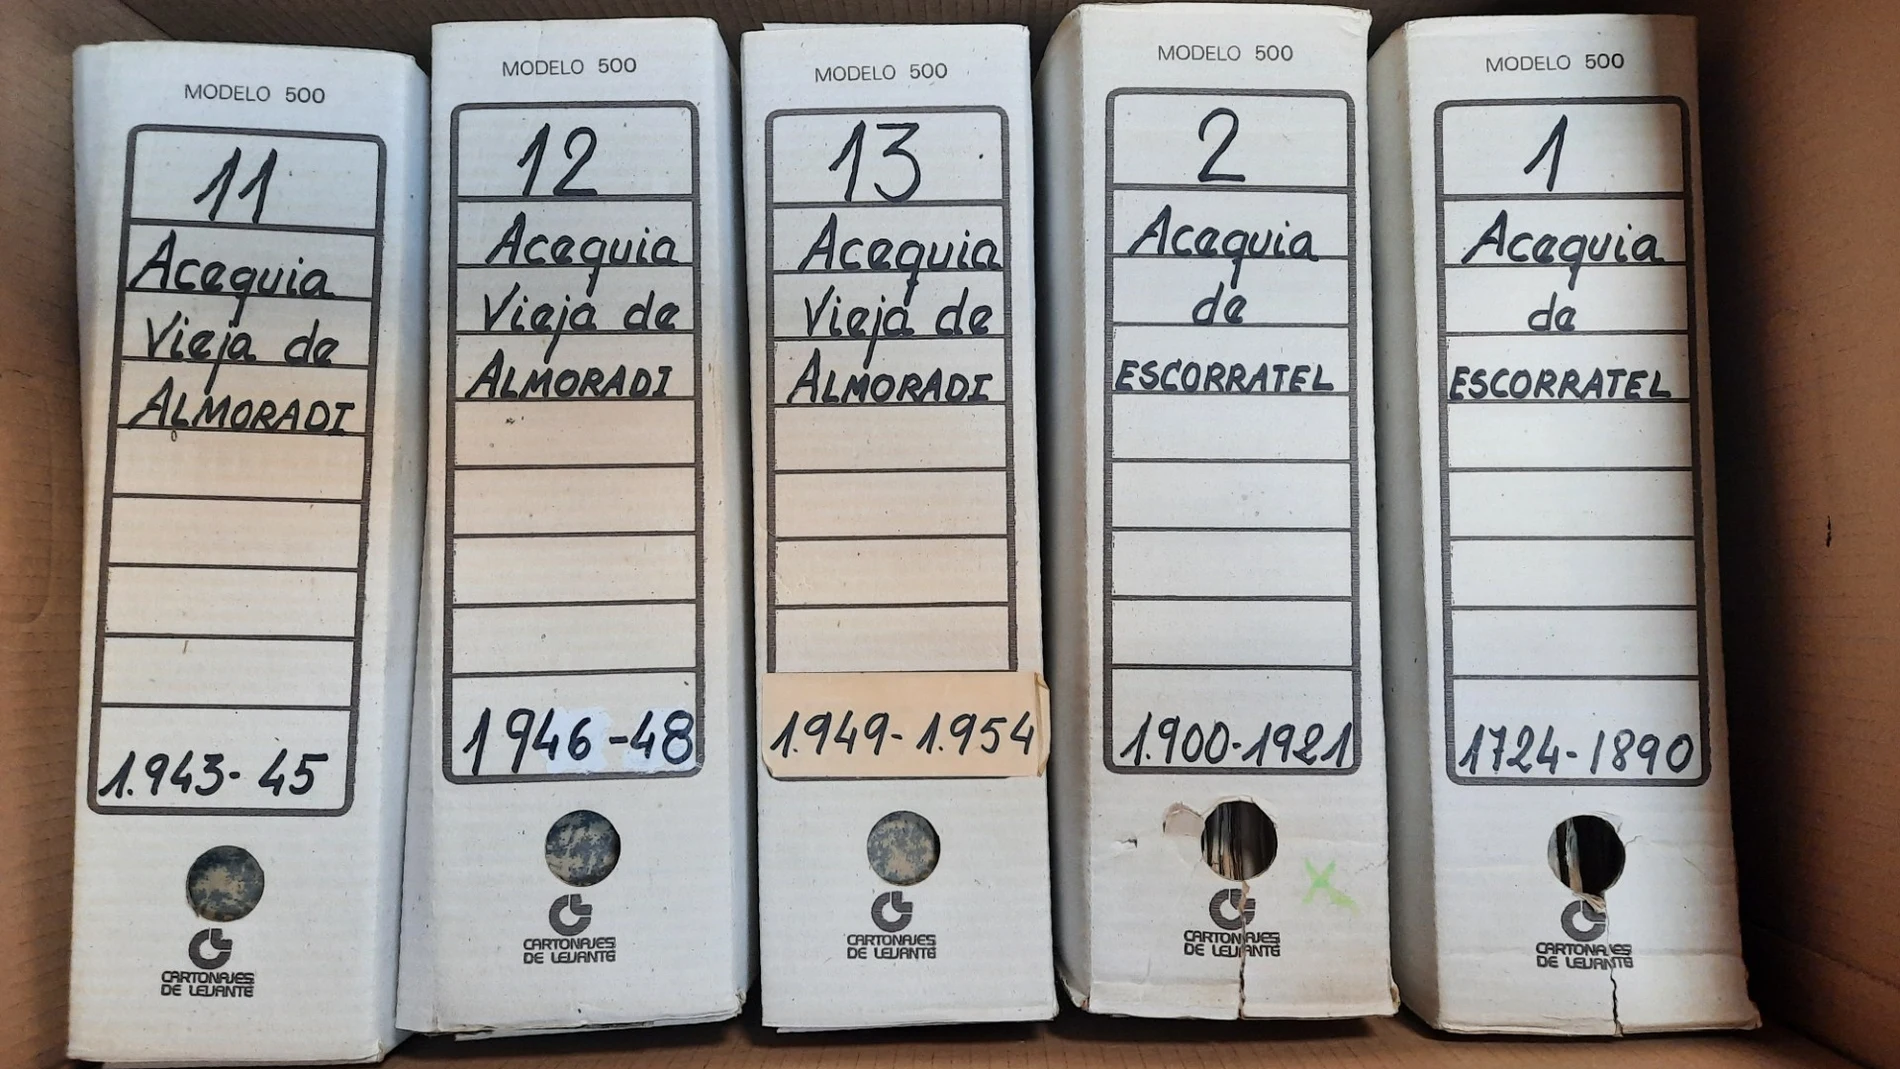 MODELO 500
11
Acequia
Vieja de
ALMORADI
1.943-45
CARTONAJES
DE LEVANTE
MODELO 500
12
Acequia
Vieja de
ALMORADI
1946-48
CARTONAJES
DE LEVANTE
MODELO 500
13
Acequia
Vieja de
ALMORADI
1.949-1.954
CARTONAJES
DE LEVANTE
MODELO 500
2
Acequia
de
ESCORRATEL
1.900-1921
CARTONAJES
DE LEVANTE
MODELO 500
1
Acequia
de
ESCORRATEL
1724-1890
CARTONAJES
DE LEVANTE